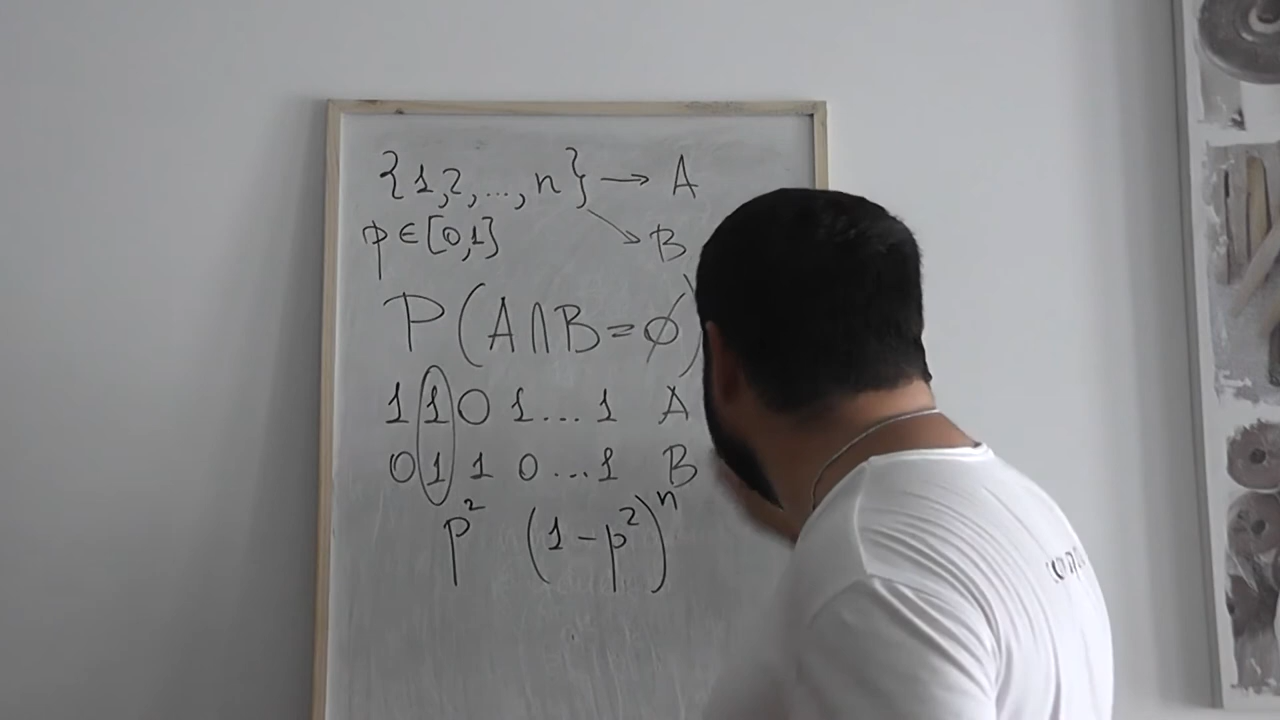 {1,2,...,n} → A
p ∈ [0,1] ↘ B
P(A∩B=∅)
1 1 0 1 ... 1 A
0 1 1 0 ... 1 B
p² (1-p²)ⁿ